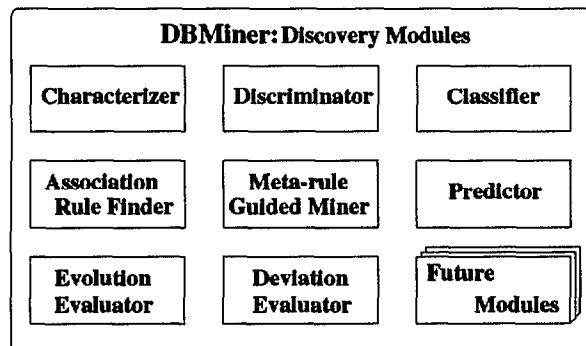 DBMiner: Discovery Modules
Characterizer
Discriminator
Classifier
Association
Rule Finder
Meta-rule
Guided Miner
Predictor
Evolution
Evaluator
Deviation
Evaluator
Future
Modules